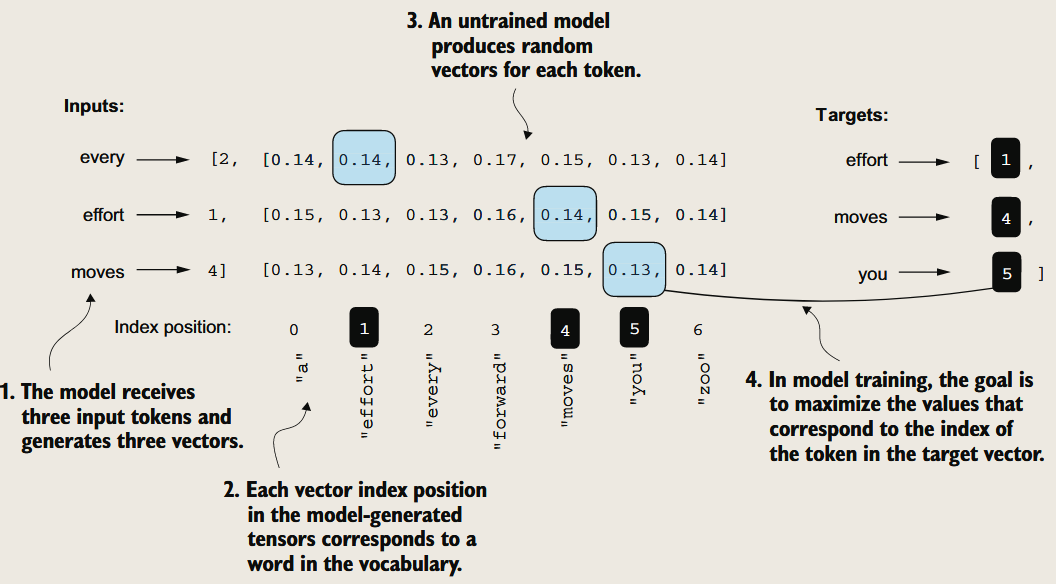 3. An untrained model
produces random
vectors for each token.
Inputs:
Targets:
every [2, [0.14, 0.14, 0.13, 0.17, 0.15, 0.13, 0.14] effort [ 1 ,
effort 1, [0.15, 0.13, 0.13, 0.16, 0.14, 0.15, 0.14] moves 4 ,
moves 4] [0.13, 0.14, 0.15, 0.16, 0.15, 0.13, 0.14] you 5 ]
Index position: 0 1 2 3 4 5 6
"a" "effort" "every" "forward" "moves" "you" "zoo"
1. The model receives
three input tokens and
generates three vectors.
2. Each vector index position
in the model-generated
tensors corresponds to a
word in the vocabulary.
4. In model training, the goal is
to maximize the values that
correspond to the index of
the token in the target vector.